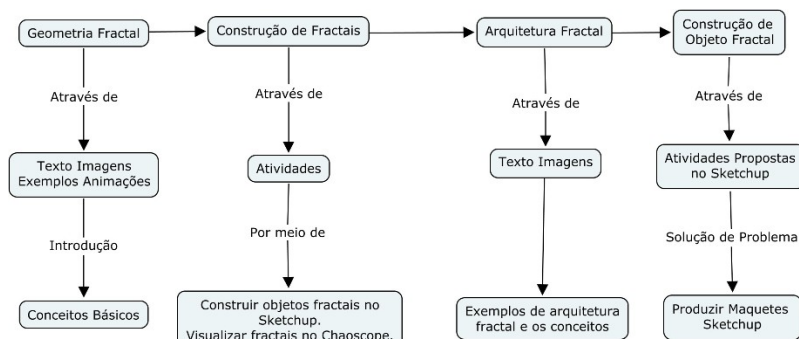 Geometria Fractal
Construção de Fractais
Arquitetura Fractal
Construção de
Objeto Fractal
Através de
Através de
Através de
Através de
Texto Imagens
Exemplos Animações
Atividades
Texto Imagens
Atividades Propostas
no Sketchup
Introdução
Por meio de
Solução de Problema
Conceitos Básicos
Construir objetos fractais no
Sketchup.
Visualizar fractais no Chaoscope.
Exemplos de arquitetura
fractal e os conceitos
Produzir Maquetes
Sketchup